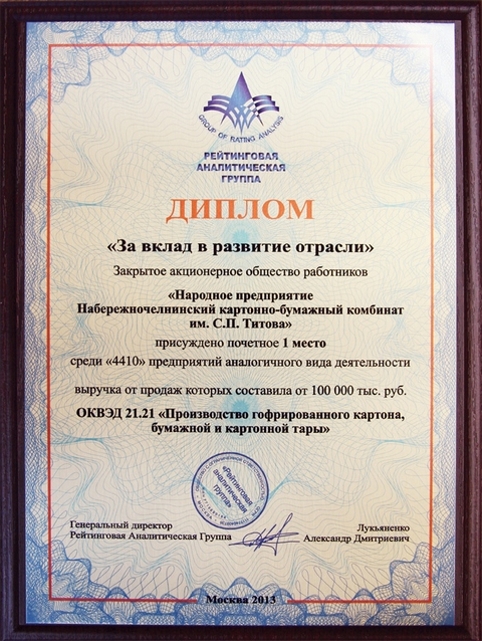 GROUP OF RATING ANALYSIS
РЕЙТИНГОВАЯ
АНАЛИТИЧЕСКАЯ
ГРУППА
ДИПЛОМ
«За вклад в развитие отрасли»
Закрытое акционерное общество работников
«Народное предприятие
Набережночелнинский картонно-бумажный комбинат
им. С.П. Титова»
присуждено почетное 1 место
среди «4410» предприятий аналогичного вида деятельности
выручка от продаж которых составила от 100 000 тыс. руб.
ОКВЭД 21.21 «Производство гофрированного картона,
бумажной и картонной тары»
«Рейтинговая
аналитическая
группа»
Генеральный директор
Рейтинговая Аналитическая Группа
Лукьяненко
Александр Дмитриевич
Москва 2013